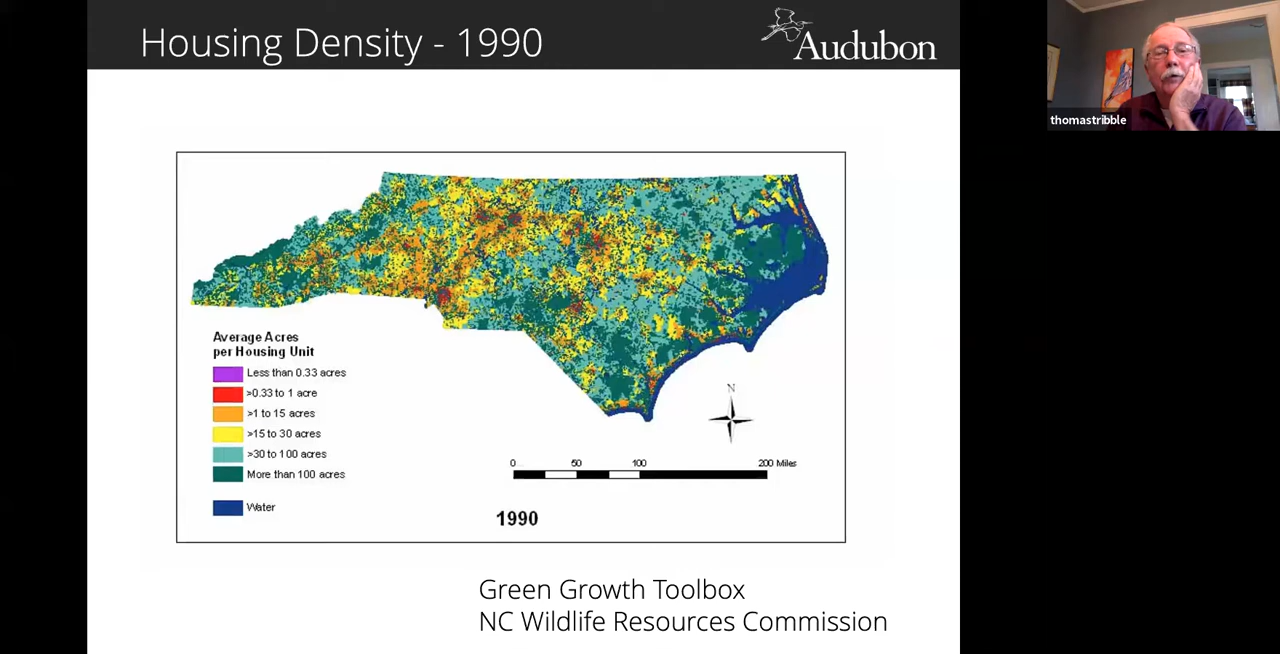 Housing Density - 1990
Audubon
thomastribble
Average Acres
per Housing Unit
Less than 0.33 acres
>0.33 to 1 acre
>1 to 15 acres
>15 to 30 acres
>30 to 100 acres
More than 100 acres
Water
N
0 50 100 200 Miles
1990
Green Growth Toolbox
NC Wildlife Resources Commission